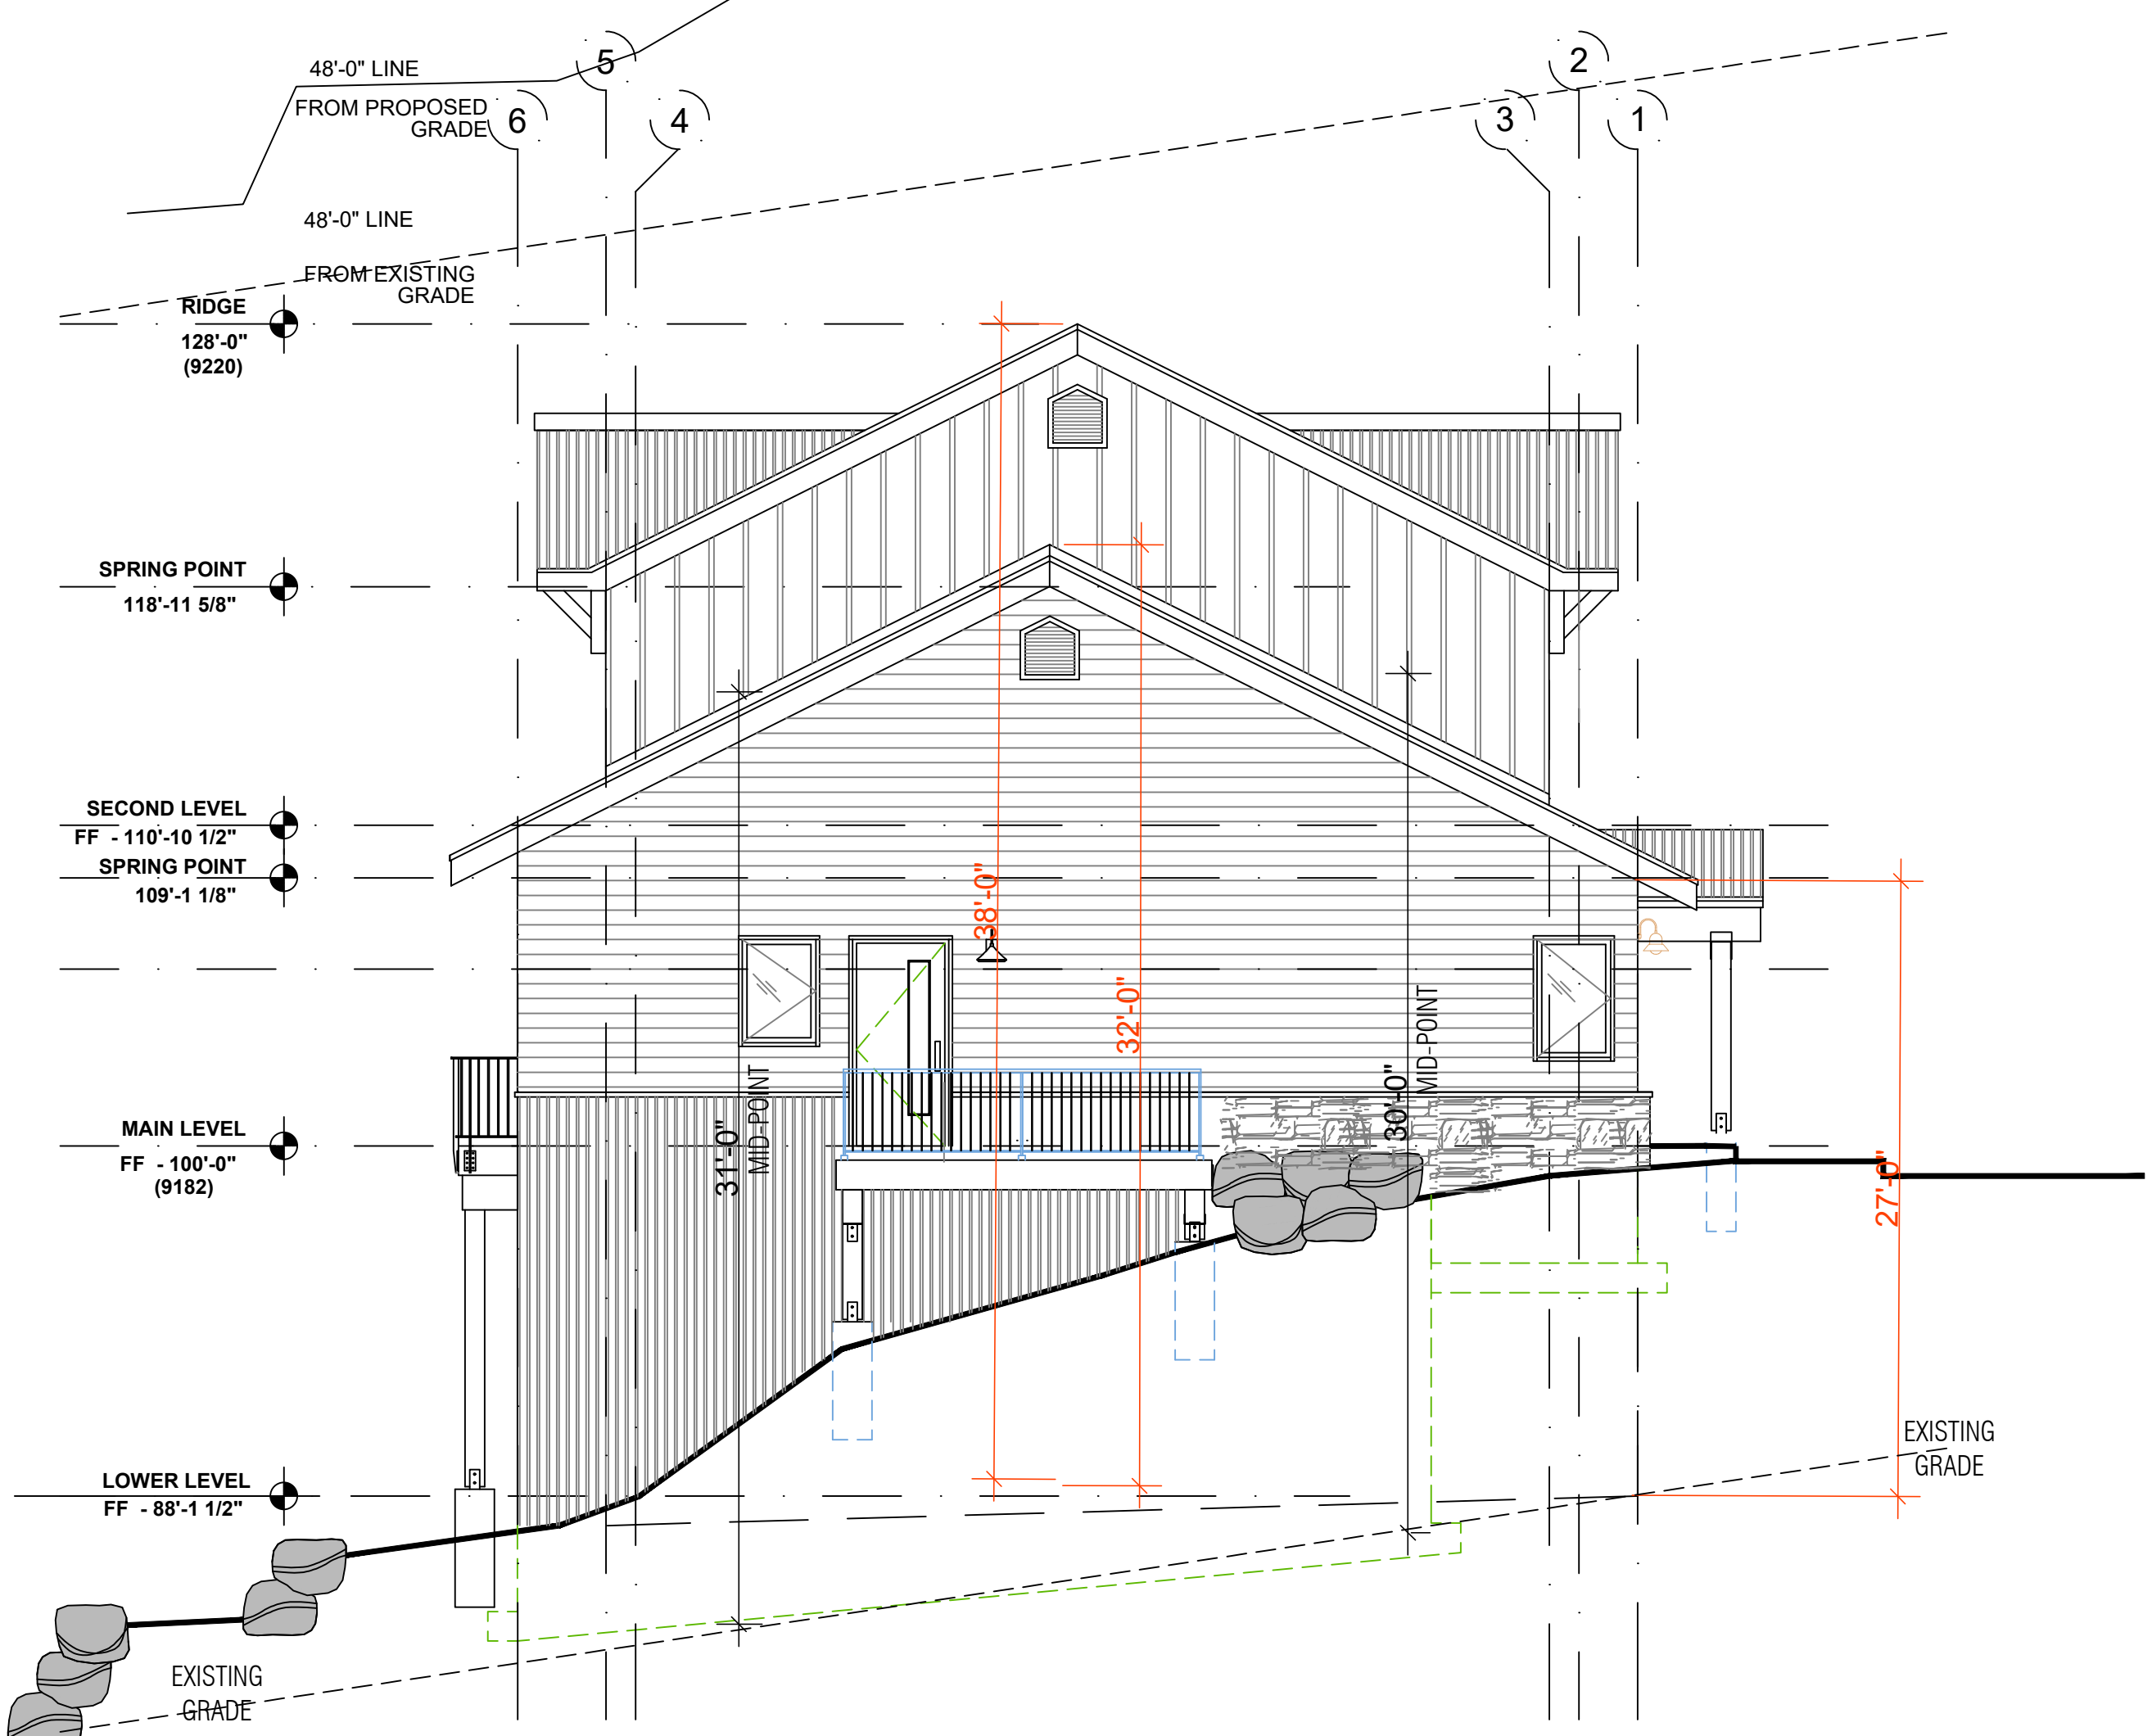 48'-0" LINE
FROM PROPOSED
GRADE
5
2
6
4
3
1
48'-0" LINE
FROM EXISTING
GRADE
RIDGE
128'-0"
(9220)
SPRING POINT
118'-11 5/8"
SECOND LEVEL
FF - 110'-10 1/2"
SPRING POINT
109'-1 1/8"
38'-0"
32'-0"
MID-POINT
30'-0"
31'-0"
MID-POINT
27'-0"
MAIN LEVEL
FF - 100'-0"
(9182)
LOWER LEVEL
FF - 88'-1 1/2"
EXISTING
GRADE
EXISTING
GRADE